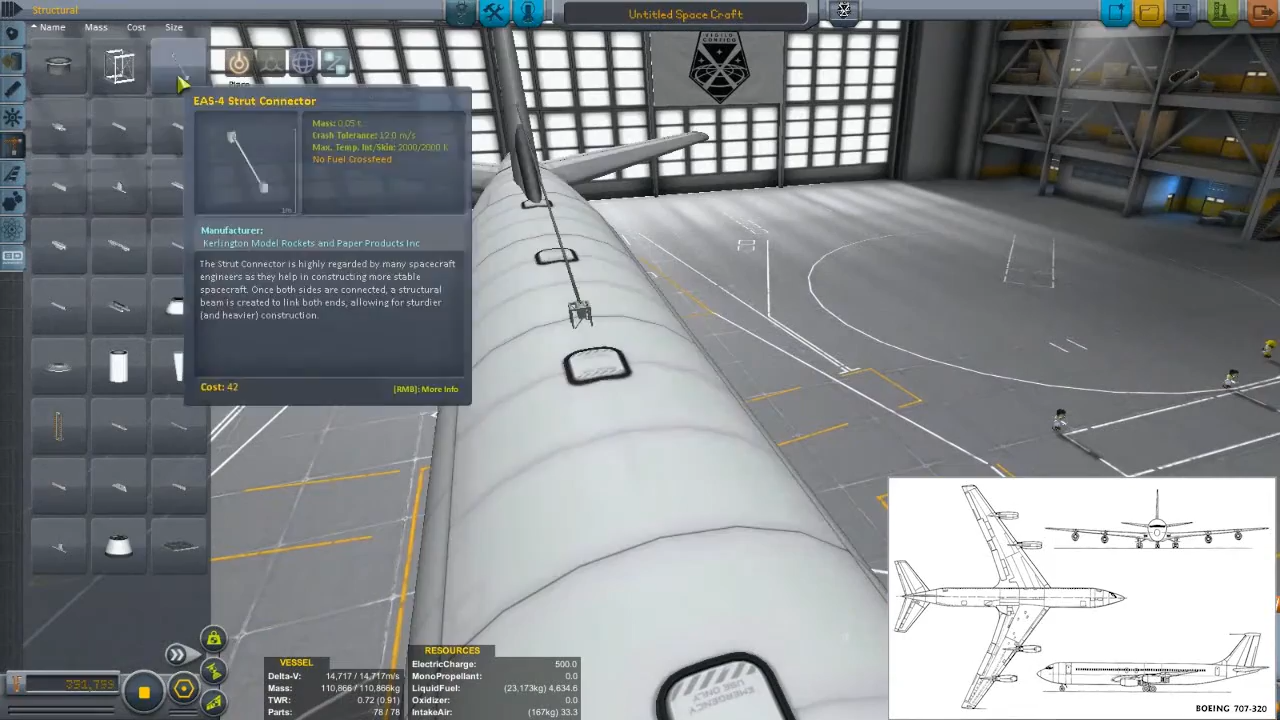 Structural
Untitled Space Craft
Name Mass Cost Size
EAS-4 Strut Connector
Mass: 0.05 t
Crash Tolerance: 12.0 m/s
Max. Temp. Int/Skin: 2000/2000 K
No Fuel Crossfeed
Manufacturer:
Kerlington Model Rockets and Paper Products Inc
The Strut Connector is highly regarded by many spacecraft
engineers as they help in constructing more stable
spacecraft. Once both sides are connected, a structural
beam is created to link both ends, allowing for sturdier
(and heavier) construction.
Cost: 42
[RMB]: More Info
EMERGENCY
USE ONLY
VESSEL
Delta-V: 14,717 / 14,717m/s
Mass: 110,866 / 110,866kg
TWR: 0.72 (0.91)
Parts: 78 / 78
RESOURCES
ElectricCharge: 500.0
MonoPropellant: 0.0
LiquidFuel: (23,173kg) 4,634.6
Oxidizer: 0.0
IntakeAir: (167kg) 33.3
BOEING 707-320